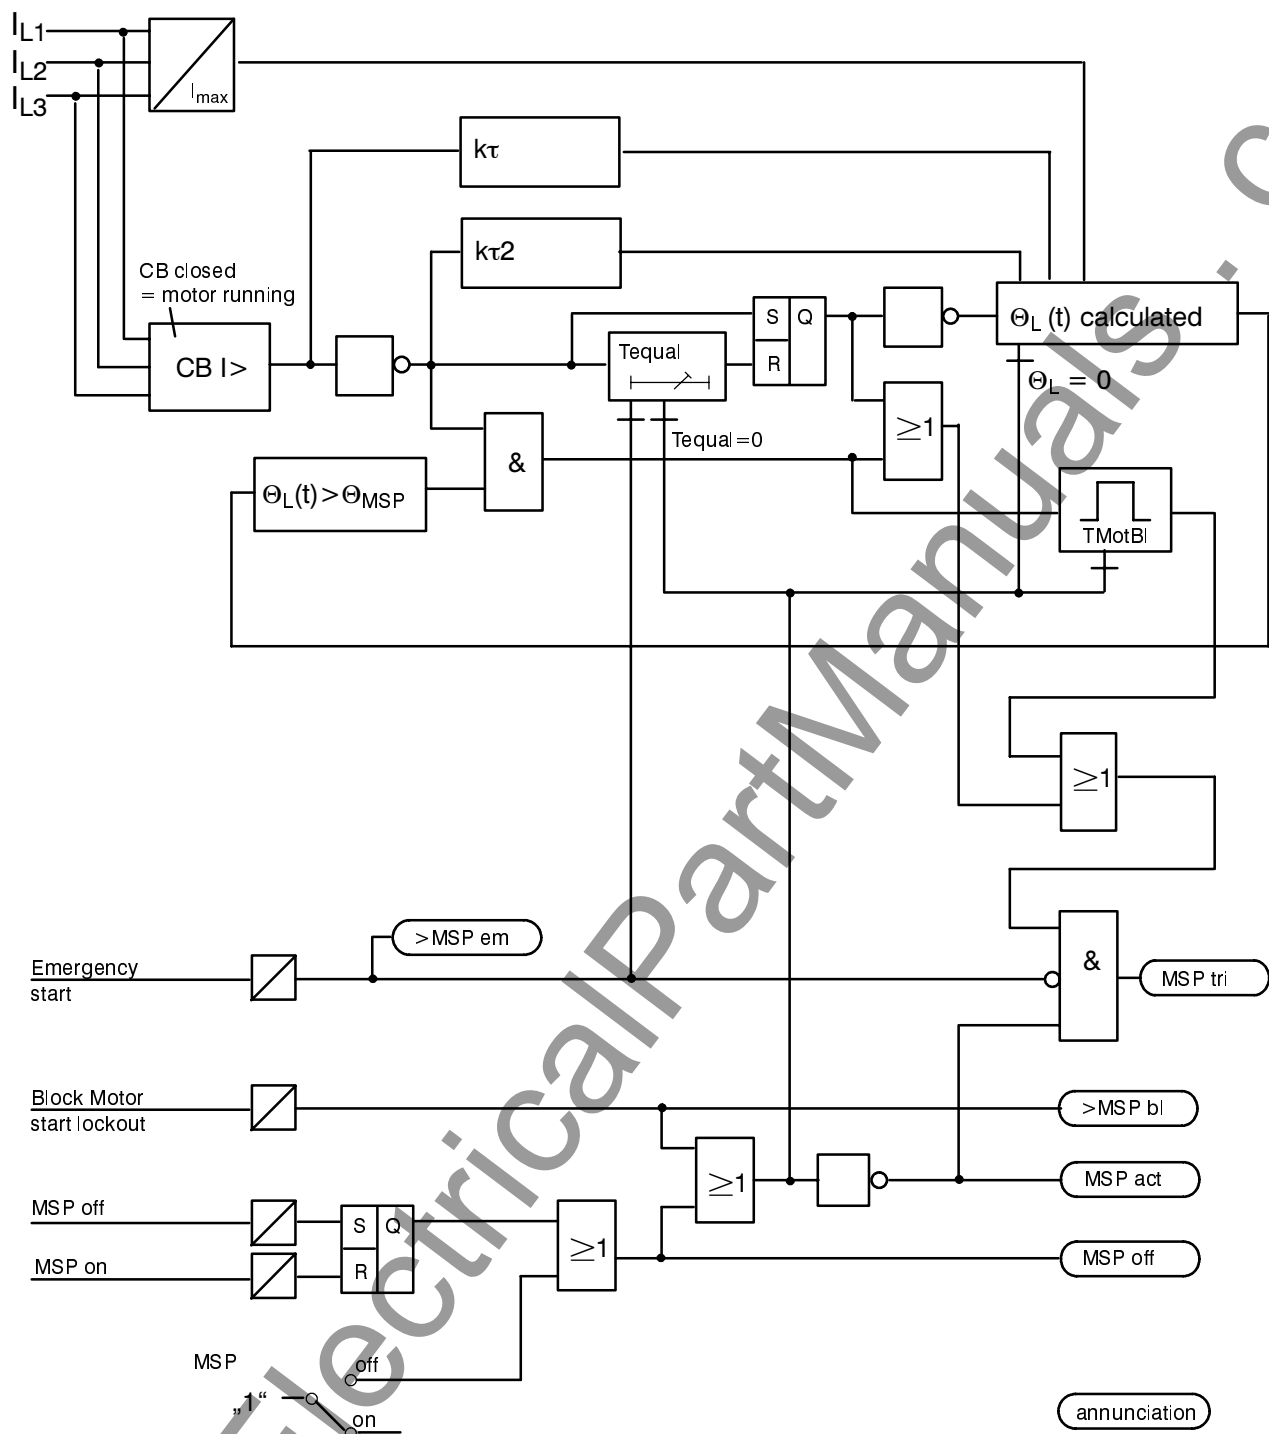 IL1
IL2
IL3
Imax
kτ
kτ2
CB closed
= motor running
CB I>
Tequal
S Q
R
ΘL (t) calculated
ΘL = 0
≥1
Tequal=0
&
ΘL(t)>ΘMSP
TMotBl
≥1
>MSP em
Emergency
start
&
MSP tri
Block Motor
start lockout
>MSP bl
≥1
MSP act
MSP off
S Q
R
≥1
MSP off
MSP on
MSP
off
„1“
on
annunciation
ElectricalPartManuals . c